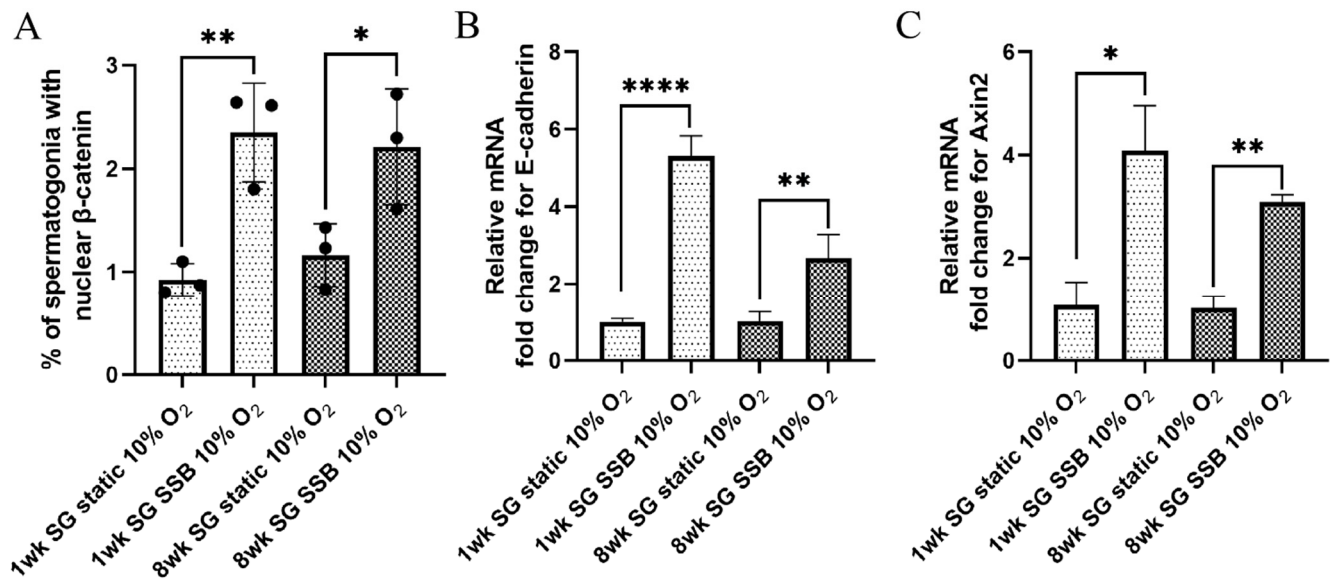 A
% of spermatogonia with
nuclear β-catenin
3
2
1
0
**
*
1wk SG static 10% O₂
1wk SG SSB 10% O₂
8wk SG static 10% O₂
8wk SG SSB 10% O₂
B
Relative mRNA
fold change for E-cadherin
8
6
4
2
0
****
**
1wk SG static 10% O₂
1wk SG SSB 10% O₂
8wk SG static 10% O₂
8wk SG SSB 10% O₂
C
Relative mRNA
fold change for Axin2
6
4
2
0
*
**
1wk SG static 10% O₂
1wk SG SSB 10% O₂
8wk SG static 10% O₂
8wk SG SSB 10% O₂